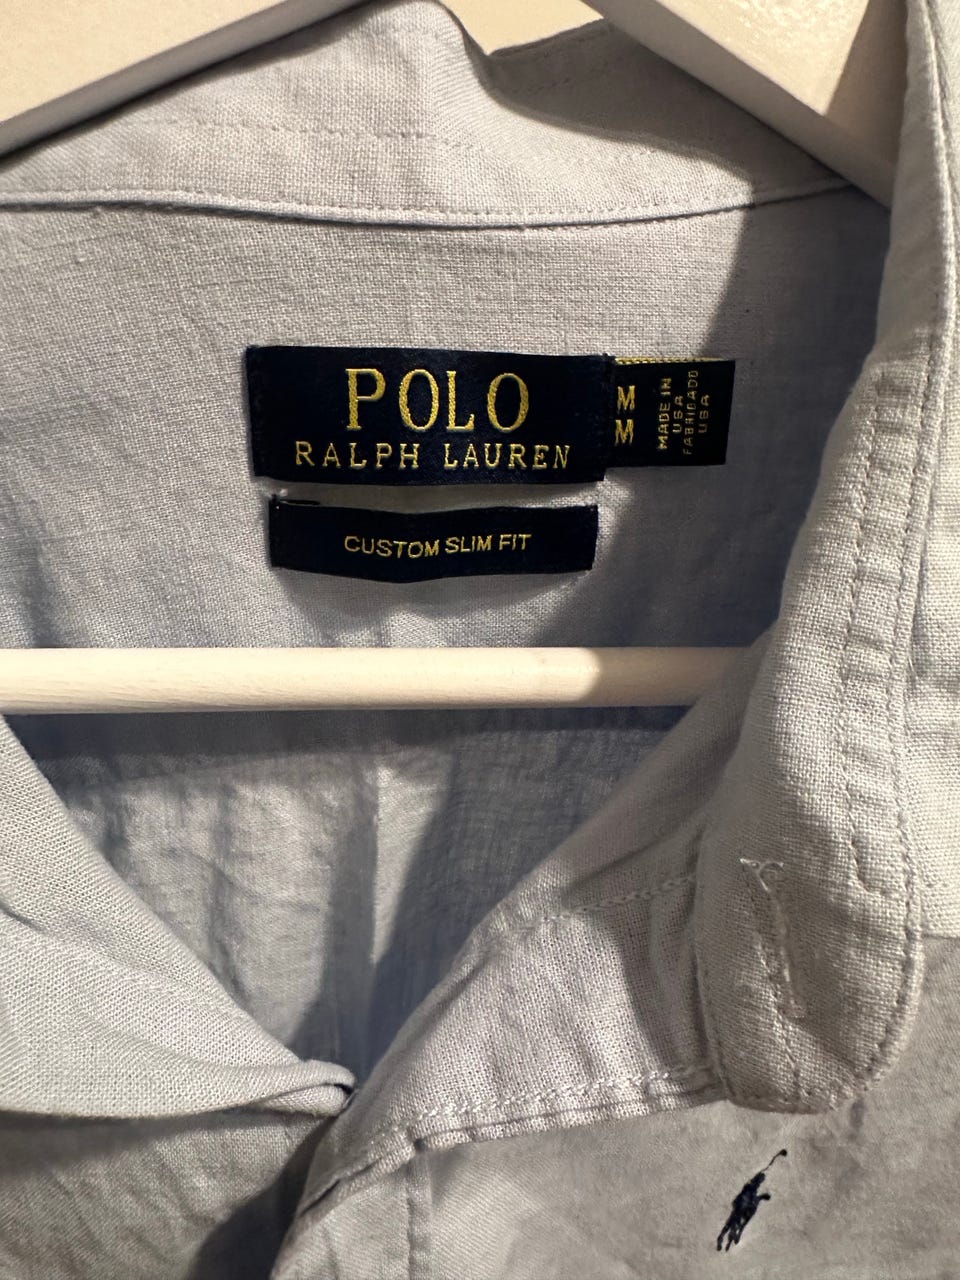 POLO
RALPH LAUREN
M
M
MADE IN
USA
FABRICADO
USA
CUSTOM SLIM FIT